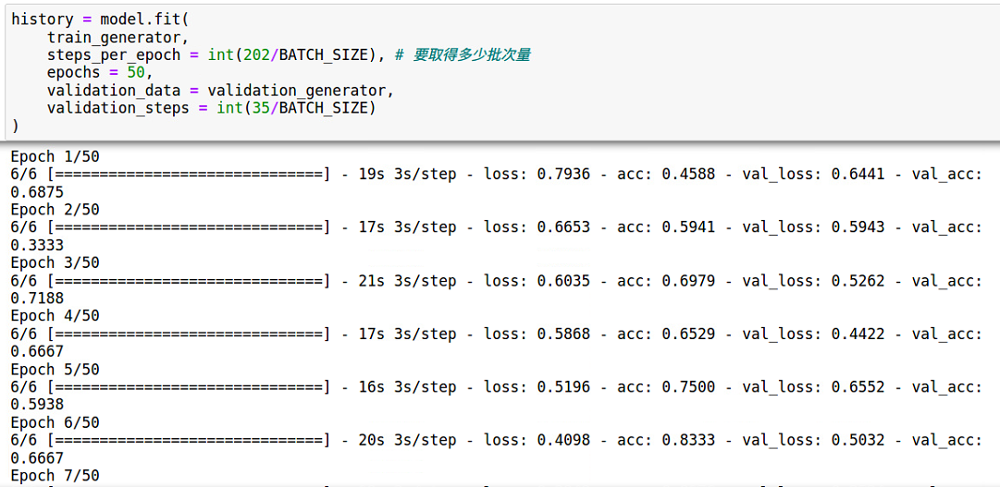 history = model.fit(
    train_generator,
    steps_per_epoch = int(202/BATCH_SIZE), # 要取得多少批次量
    epochs = 50,
    validation_data = validation_generator,
    validation_steps = int(35/BATCH_SIZE)
)
Epoch 1/50
6/6 [==============================] - 19s 3s/step - loss: 0.7936 - acc: 0.4588 - val_loss: 0.6441 - val_acc:
0.6875
Epoch 2/50
6/6 [==============================] - 17s 3s/step - loss: 0.6653 - acc: 0.5941 - val_loss: 0.5943 - val_acc:
0.3333
Epoch 3/50
6/6 [==============================] - 21s 3s/step - loss: 0.6035 - acc: 0.6979 - val_loss: 0.5262 - val_acc:
0.7188
Epoch 4/50
6/6 [==============================] - 17s 3s/step - loss: 0.5868 - acc: 0.6529 - val_loss: 0.4422 - val_acc:
0.6667
Epoch 5/50
6/6 [==============================] - 16s 3s/step - loss: 0.5196 - acc: 0.7500 - val_loss: 0.6552 - val_acc:
0.5938
Epoch 6/50
6/6 [==============================] - 20s 3s/step - loss: 0.4098 - acc: 0.8333 - val_loss: 0.5032 - val_acc:
0.6667
Epoch 7/50